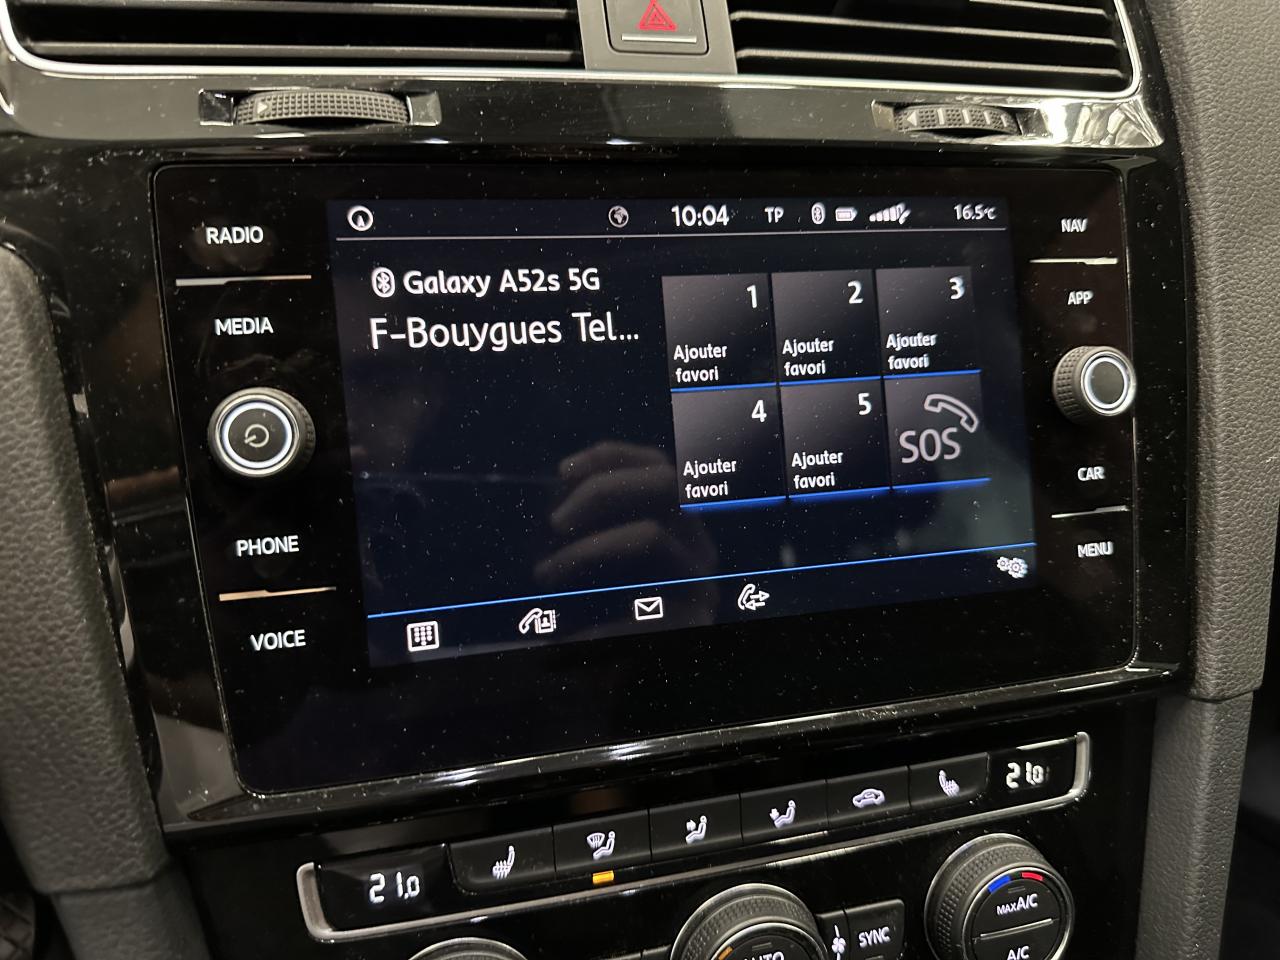 RADIO
MEDIA
PHONE
VOICE
10:04 TP 16.5°C
Galaxy A52s 5G
F-Bouygues Tel...
1
Ajouter
favori
2
Ajouter
favori
3
Ajouter
favori
4
Ajouter
favori
5
Ajouter
favori
SOS
NAV
APP
CAR
MENU
21.0
21.0
AUTO
SYNC
MAX A/C
A/C